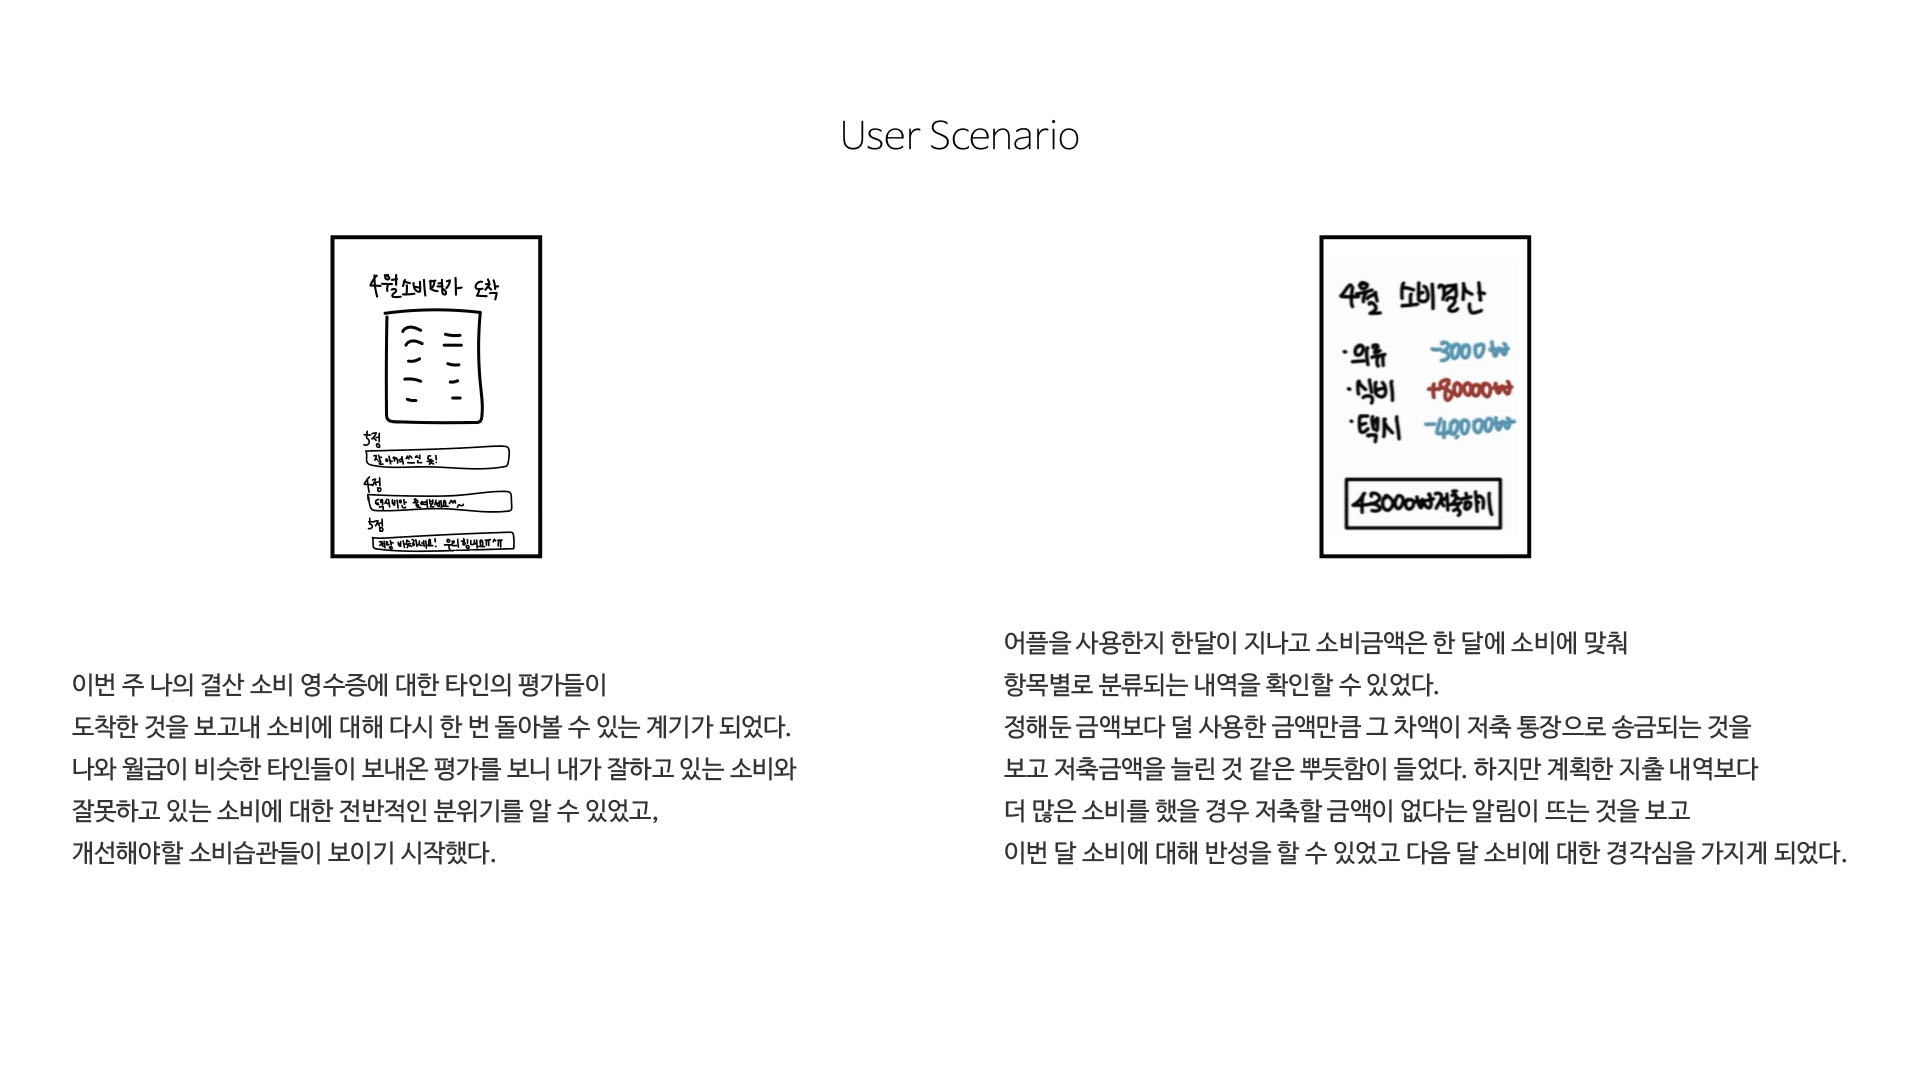 User Scenario
4월소비평가 도착
5점
잘 아껴쓰신 듯!
4점
택시비만 줄여보세요^^~
5점
저랑 비슷하네요! 우리힘내요ㅠ^ㅠ
이번 주 나의 결산 소비 영수증에 대한 타인의 평가들이
도착한 것을 보고내 소비에 대해 다시 한 번 돌아볼 수 있는 계기가 되었다.
나와 월급이 비슷한 타인들이 보내온 평가를 보니 내가 잘하고 있는 소비와
잘못하고 있는 소비에 대한 전반적인 분위기를 알 수 있었고,
개선해야할 소비습관들이 보이기 시작했다.
4월 소비결산
·의류 -3000₩
·식비 +80000₩
·택시 -40,000₩
43000₩저축하기
어플을 사용한지 한달이 지나고 소비금액은 한 달에 소비에 맞춰
항목별로 분류되는 내역을 확인할 수 있었다.
정해둔 금액보다 덜 사용한 금액만큼 그 차액이 저축 통장으로 송금되는 것을
보고 저축금액을 늘린 것 같은 뿌듯함이 들었다. 하지만 계획한 지출 내역보다
더 많은 소비를 했을 경우 저축할 금액이 없다는 알림이 뜨는 것을 보고
이번 달 소비에 대해 반성을 할 수 있었고 다음 달 소비에 대한 경각심을 가지게 되었다.